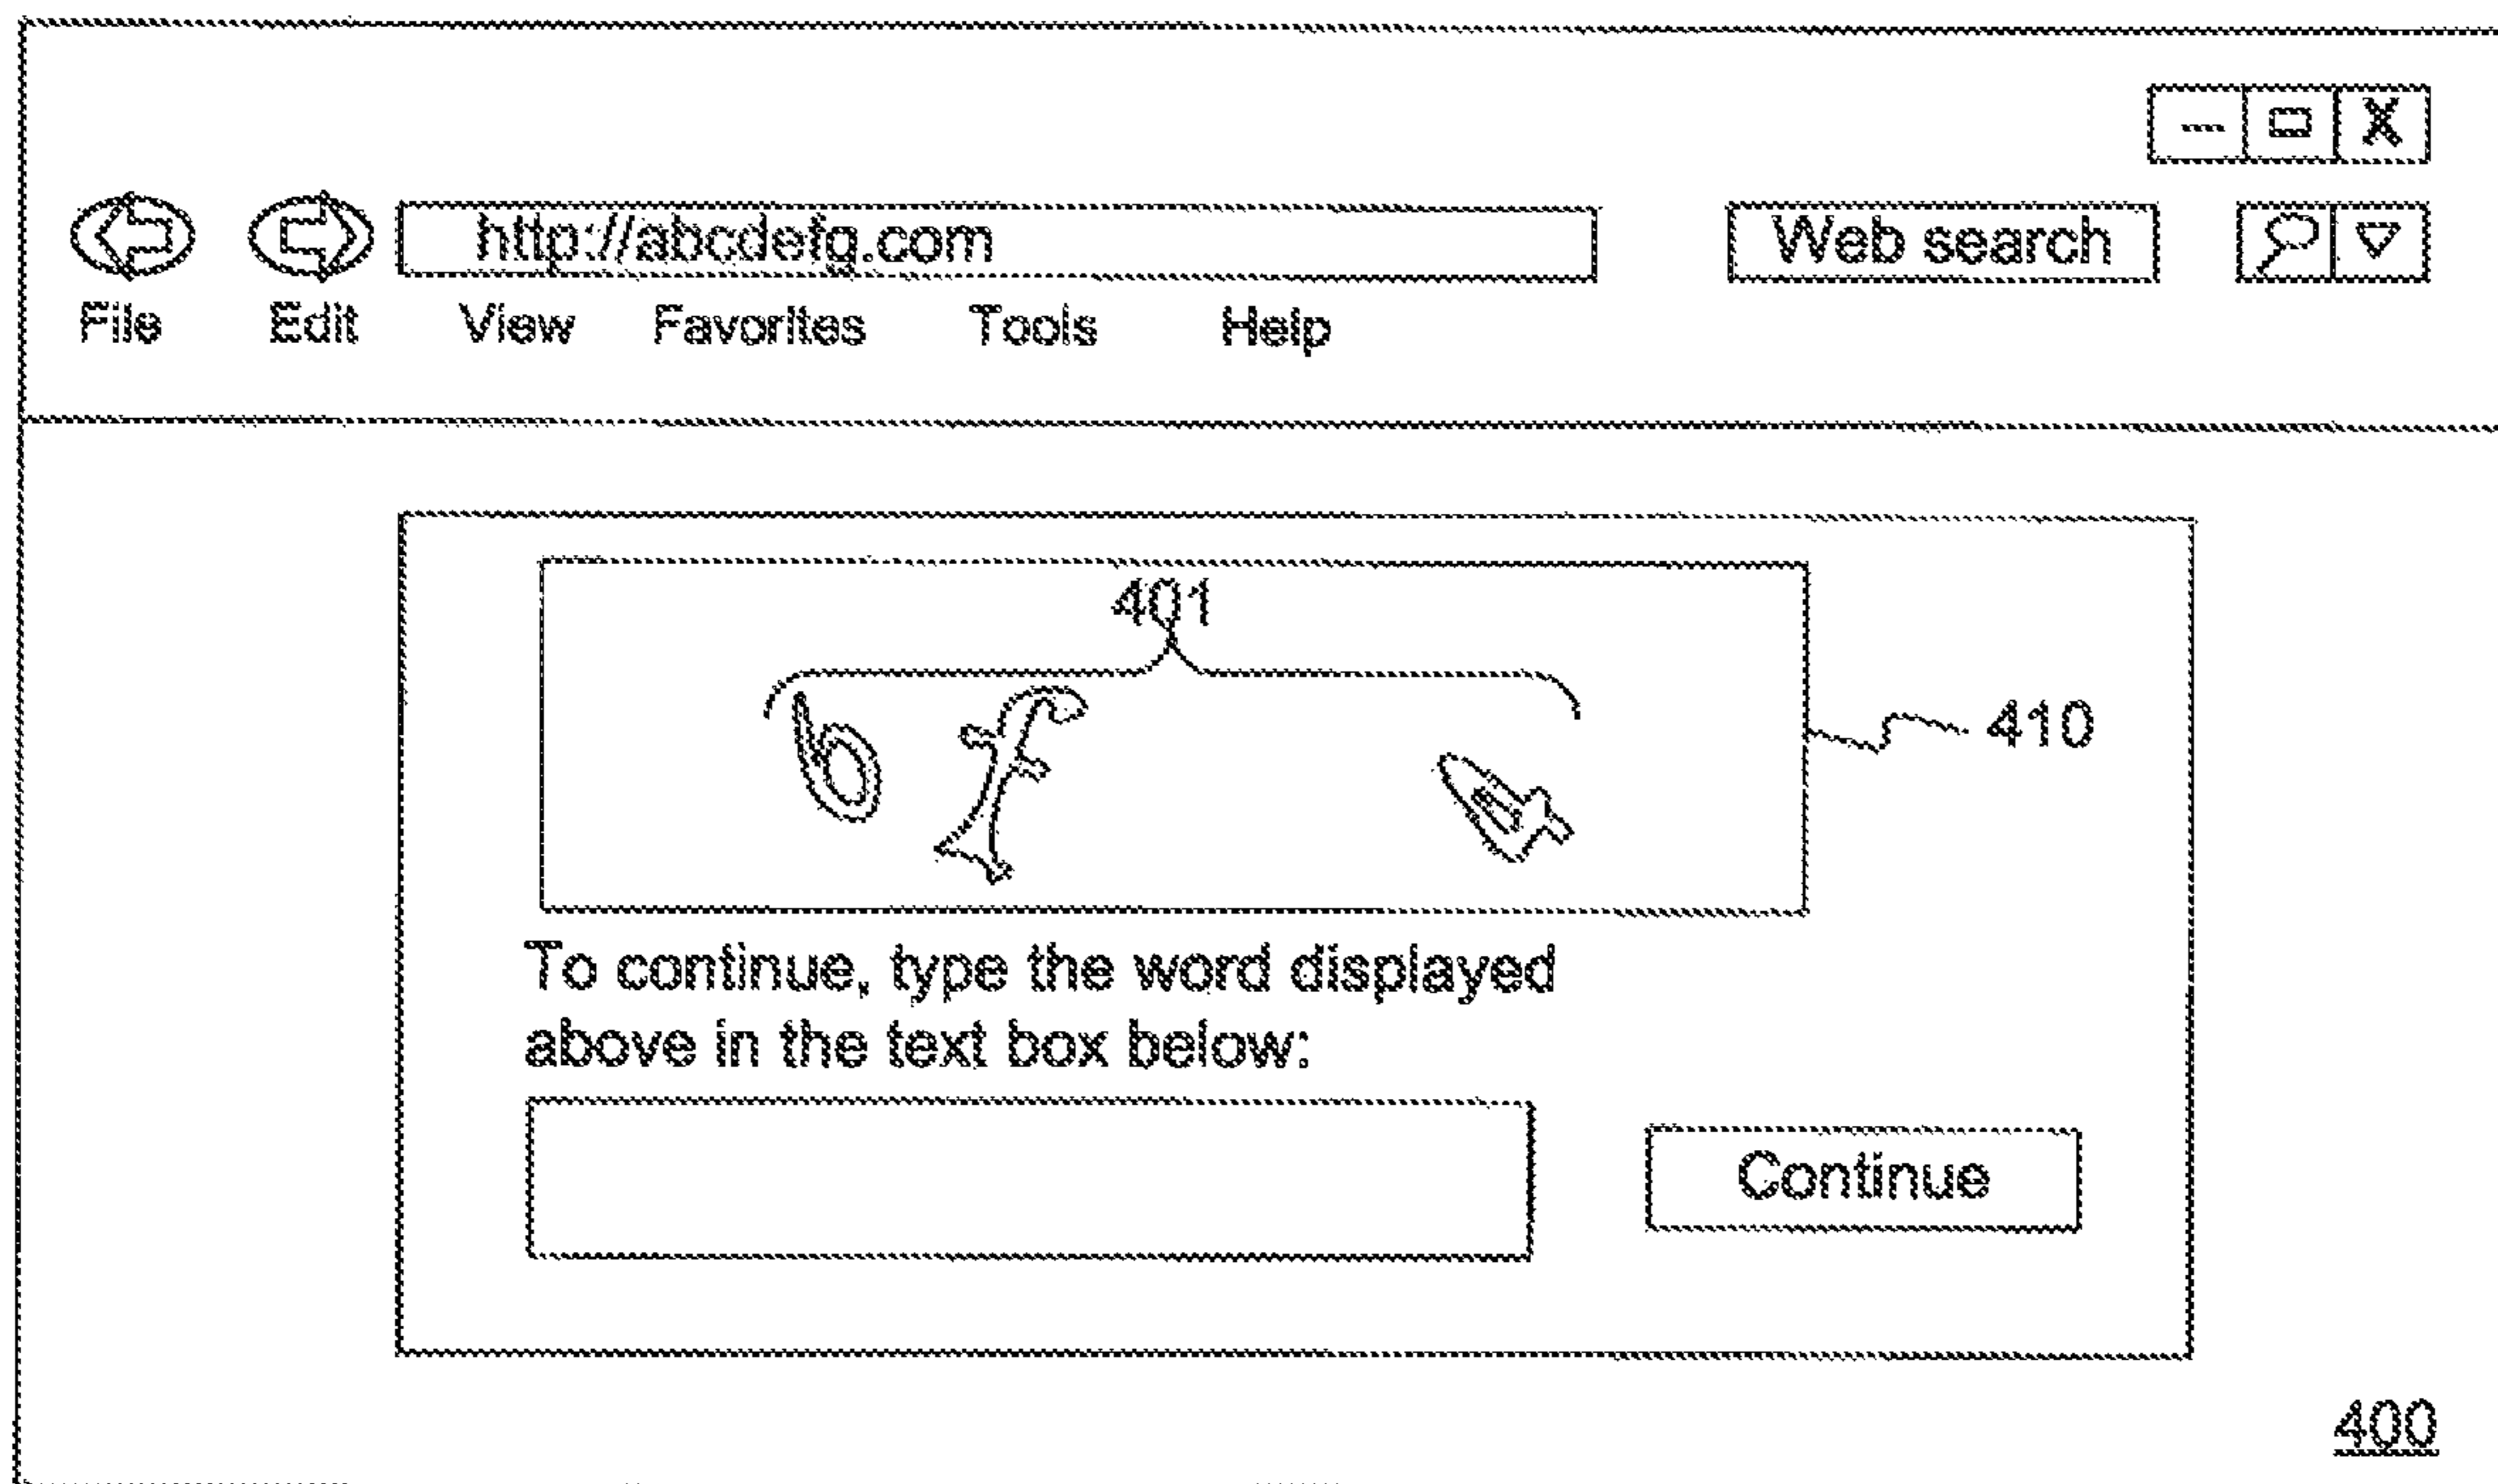 http://abcdefg.com Web search
File Edit View Favorites Tools Help
401
b f 4
410
To continue, type the word displayed
above in the text box below:
Continue
400